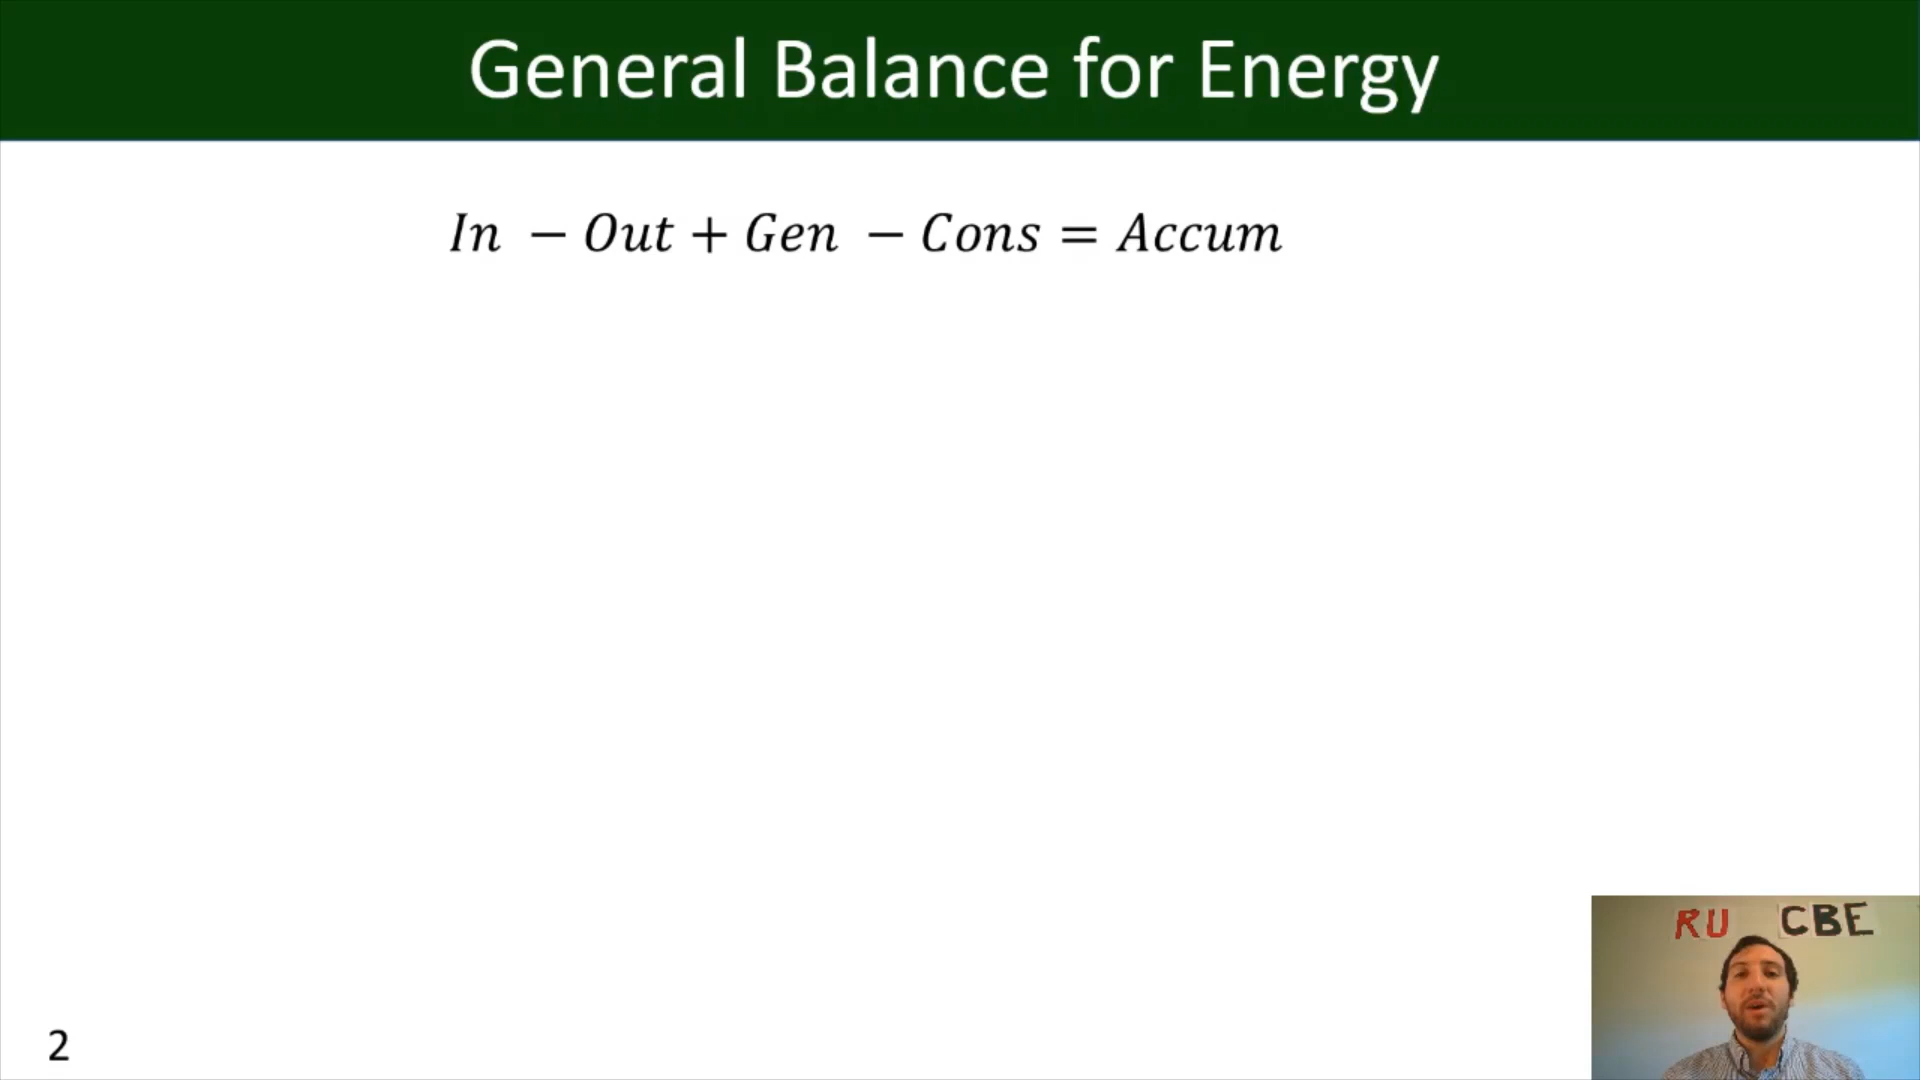 General Balance for Energy
In − Out + Gen − Cons = Accum
RU CBE
2